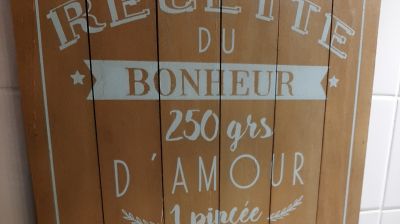 RECETTE
DU
BONHEUR
250 grs
D'AMOUR
1 pincée